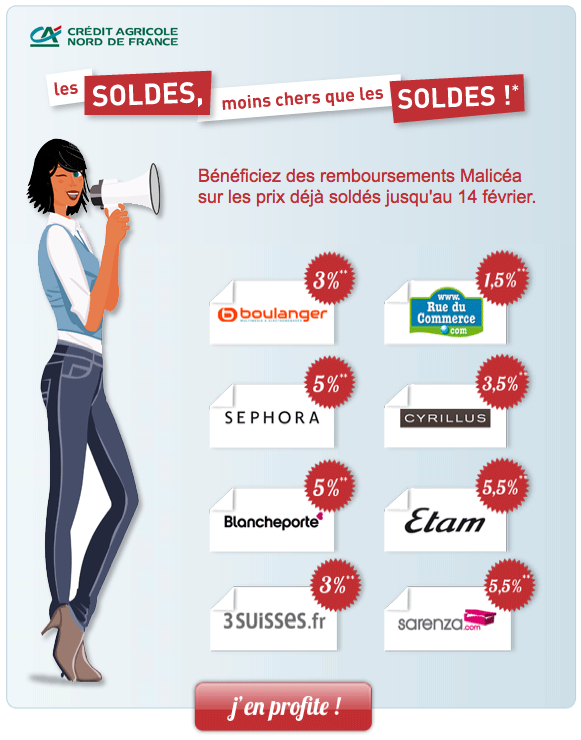 CA CRÉDIT AGRICOLE
NORD DE FRANCE
les SOLDES, moins chers que les SOLDES !*
Bénéficiez des remboursements Malicéa
sur les prix déjà soldés jusqu'au 14 février.
3%**
1,5%**
b boulanger
www.
Rue du
Commerce
.com
5%**
3,5%**
SEPHORA
CYRILLUS
5%**
5,5%**
Blancheporte
Etam
3%**
5,5%**
3SUISSES.fr
sarenza.com
j'en profite !